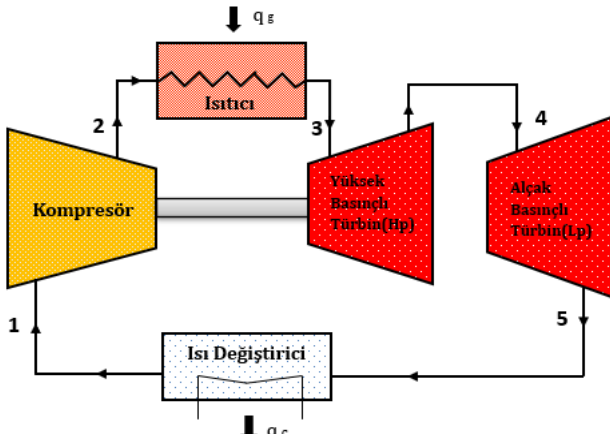 q g
Isıtıcı
2
3
4
Kompresör
Yüksek
Basınçlı
Türbin(Hp)
Alçak
Basınçlı
Türbin(Lp)
1
5
Isı Değiştirici
q ç